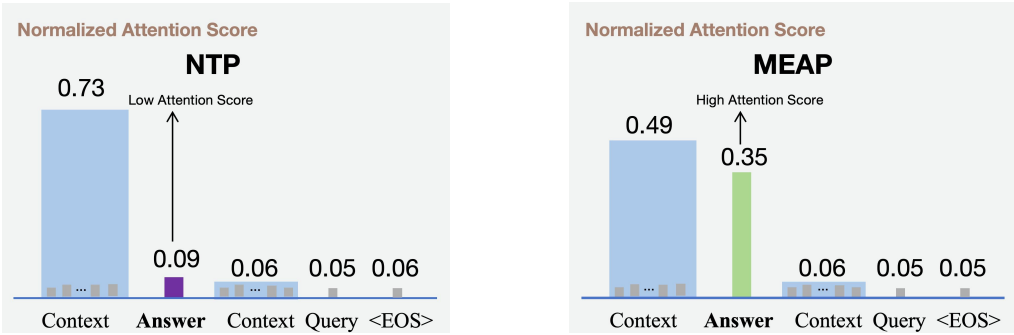 Normalized Attention Score
NTP
0.73
Low Attention Score
0.09
0.06
0.05
0.06
...
...
Context
Answer
Context
Query
<EOS>
Normalized Attention Score
MEAP
High Attention Score
0.49
0.35
0.06
0.05
0.05
...
...
Context
Answer
Context
Query
<EOS>